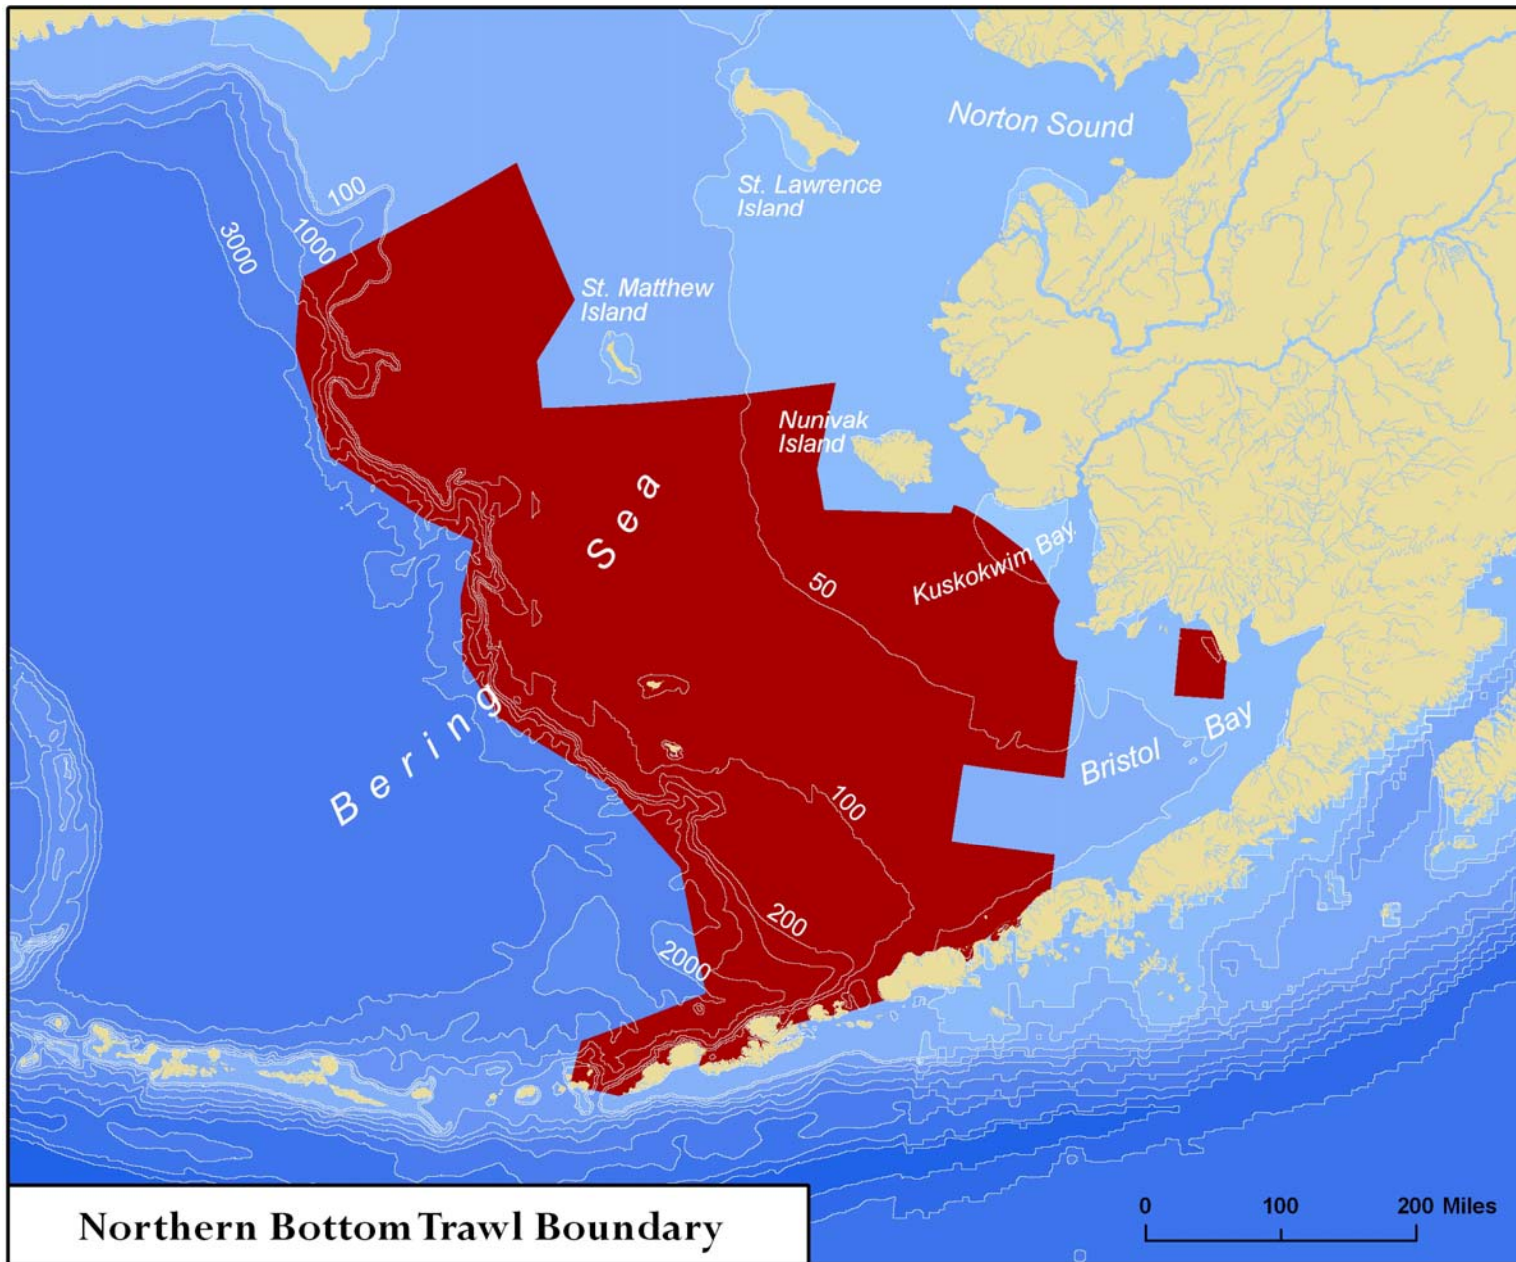 Norton Sound
St. Lawrence
Island
100
1000
3000
St. Matthew
Island
Nunivak
Island
Sea
Kuskokwim Bay.
50
Bering
Bristol Bay
100
200
2000
0 100 200 Miles
Northern Bottom Trawl Boundary